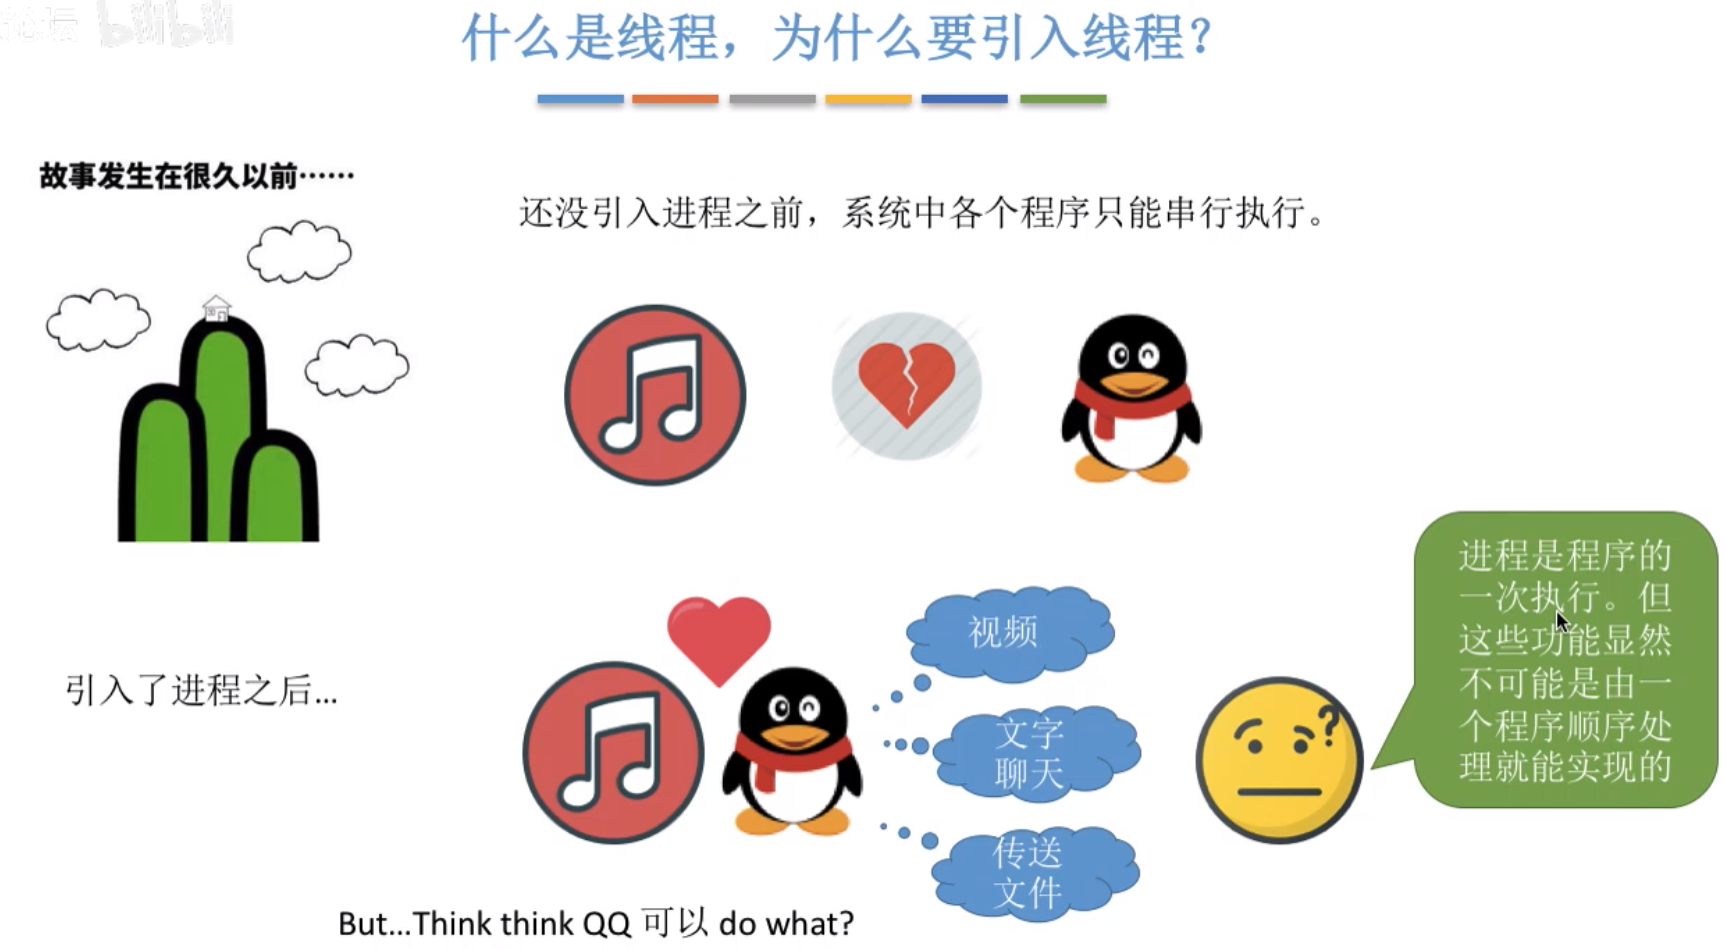 论坛 bilibili
什么是线程，为什么要引入线程？
故事发生在很久以前······
还没引入进程之前，系统中各个程序只能串行执行。
引入了进程之后...
视频
文字
聊天
传送
文件
?
进程是程序的
一次执行。但
这些功能显然
不可能是由一
个程序顺序处
理就能实现的
But...Think think QQ 可以 do what?